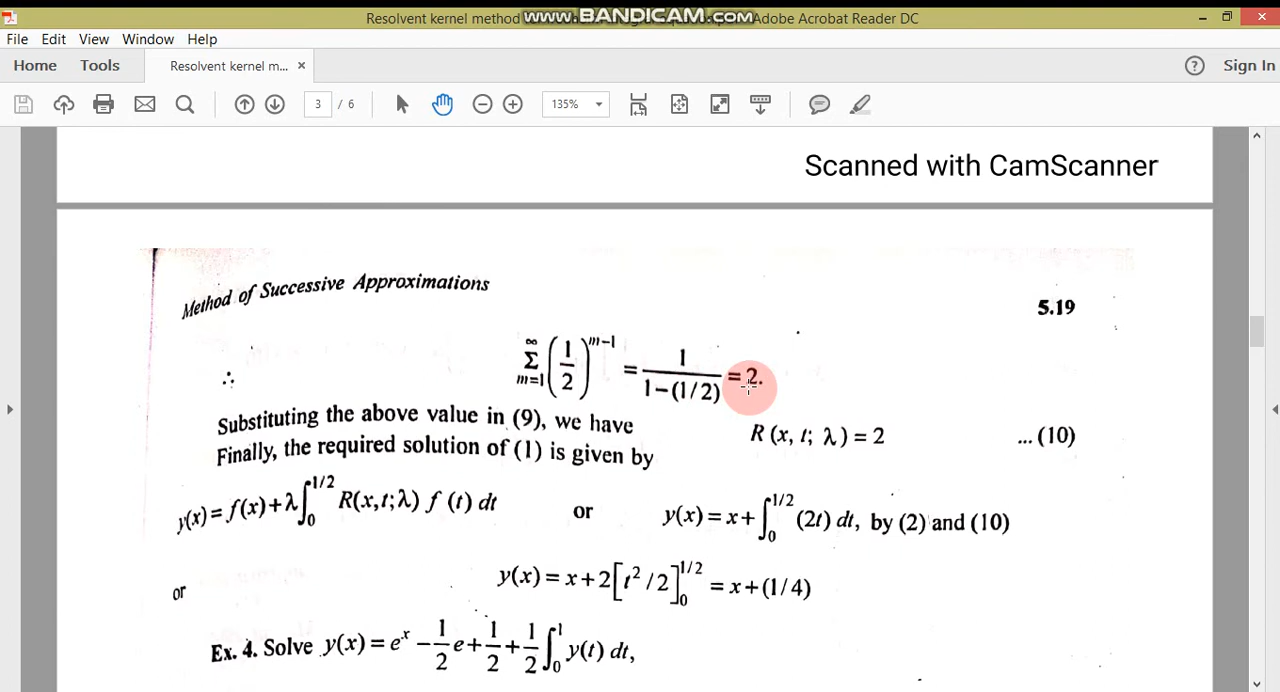 Resolvent kernel method WWW.BANDICAM.COM Adobe Acrobat Reader DC
File Edit View Window Help
Home Tools Resolvent kernel m... × ? Sign In
3 / 6 135%
Scanned with CamScanner
Method of Successive Approximations 5.19
∴ ∞ Σ m=1 (1/2)^{m−1} = 1 / 1−(1/2) = 2.
Substituting the above value in (9), we have R(x, t; λ) = 2 ...(10)
Finally, the required solution of (1) is given by
y(x) = f(x) + λ ∫_0^{1/2} R(x,t;λ) f(t) dt or y(x) = x + ∫_0^{1/2} (2t) dt, by (2) and (10)
or y(x) = x + 2[t²/2]_0^{1/2} = x + (1/4)
Ex. 4. Solve y(x) = e^x − 1/2 e + 1/2 + 1/2 ∫_0^1 y(t) dt,